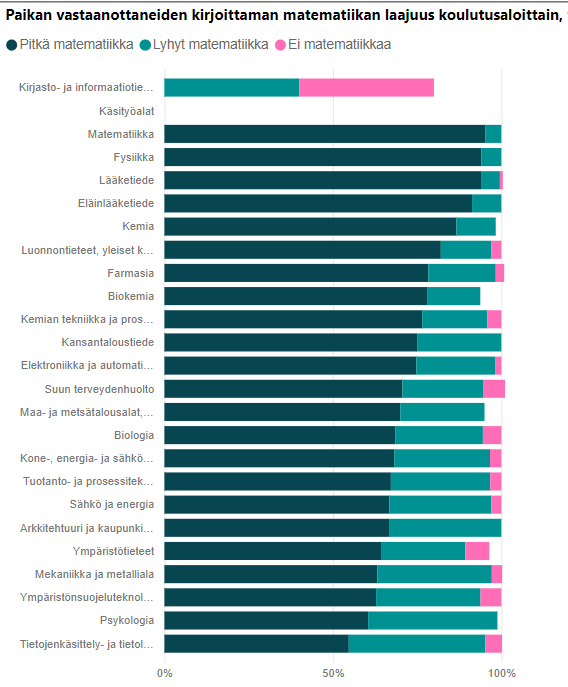 Paikan vastaanottaneiden kirjoittaman matematiikan laajuus koulutusaloittain,
Pitkä matematiikka Lyhyt matematiikka Ei matematiikkaa
Kirjasto- ja informaatiotie…
Käsityöalat
Matematiikka
Fysiikka
Lääketiede
Eläinlääketiede
Kemia
Luonnontieteet, yleiset k…
Farmasia
Biokemia
Kemian tekniikka ja pros…
Kansantaloustiede
Elektroniikka ja automati…
Suun terveydenhuolto
Maa- ja metsätalousalat,…
Biologia
Kone-, energia- ja sähkö…
Tuotanto- ja prosessitek…
Sähkö ja energia
Arkkitehtuuri ja kaupunki…
Ympäristötieteet
Mekaniikka ja metalliala
Ympäristönsuojeluteknol…
Psykologia
Tietojenkäsittely- ja tietol…
0% 50% 100%